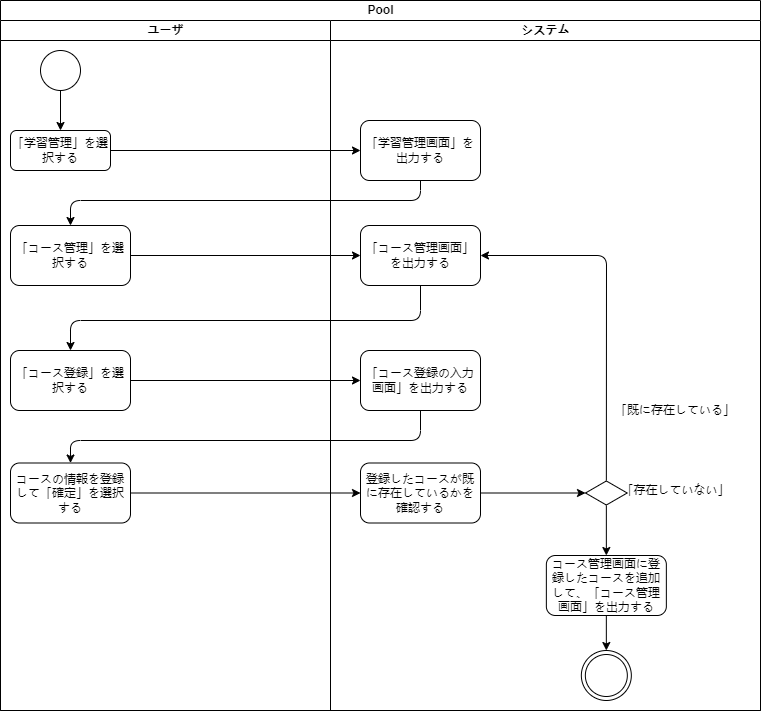 Pool
ユーザ
システム
「学習管理」を選
択する
「学習管理画面」を
出力する
「コース管理」を選
択する
「コース管理画面」
を出力する
「コース登録」を選
択する
「コース登録の入力
画面」を出力する
「既に存在している」
コースの情報を登録
して「確定」を選択
する
登録したコースが既
に存在しているかを
確認する
「存在していない」
コース管理画面に登
録したコースを追加
して、「コース管理
画面」を出力する